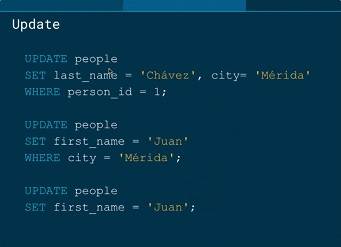 Update
UPDATE people
SET last_name = 'Chávez', city= 'Mérida'
WHERE person_id = 1;
UPDATE people
SET first_name = 'Juan'
WHERE city = 'Mérida';
UPDATE people
SET first_name = 'Juan';